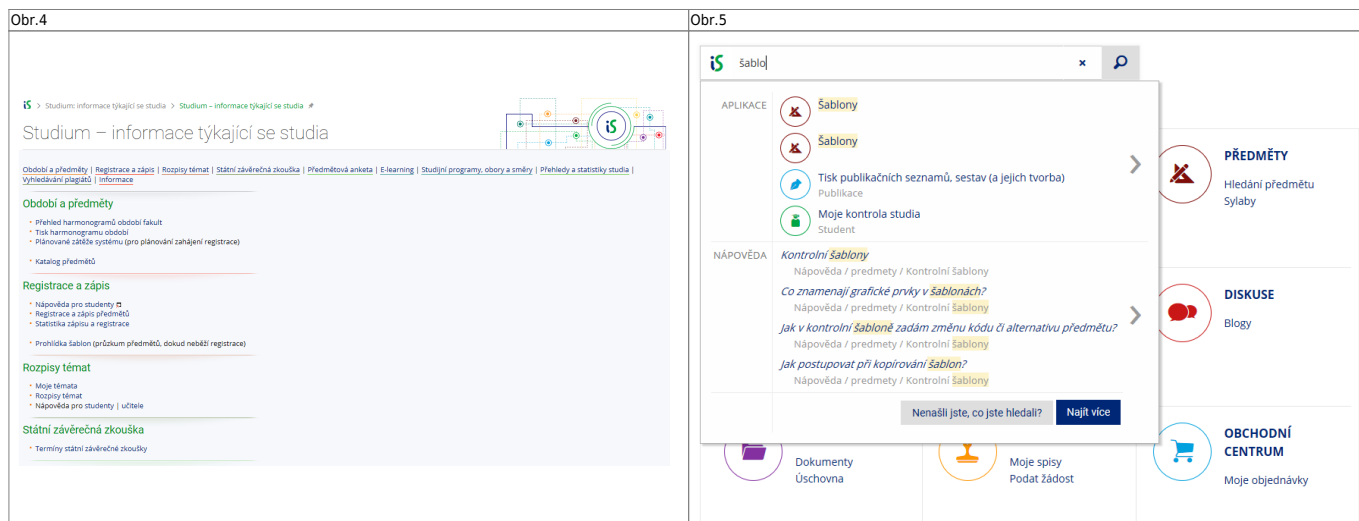 Obr.4
iS > Studium: informace týkající se studia > Studium – informace týkající se studia
Studium – informace týkající se studia
iS
Období a předměty | Registrace a zápis | Rozpisy témat | Státní závěrečná zkouška | Předmětová anketa | E-learning | Studijní programy, obory a směry | Přehledy a statistiky studia |
Vyhledávání plagiátů | Informace
Období a předměty
Přehled harmonogramů období fakult
Tisk harmonogramu období
Plánované zátěže systému (pro plánování zahájení registrace)
Katalog předmětů
Registrace a zápis
Nápověda pro studenty
Registrace a zápis předmětů
Statistika zápisu a registrace
Prohlídka šablon (průzkum předmětů, dokud neběží registrace)
Rozpisy témat
Moje témata
Rozpisy témat
Nápověda pro studenty | učitele
Státní závěrečná zkouška
Termíny státní závěrečné zkoušky
Obr.5
iS šablo x
APLIKACE
Šablony
Šablony
Tisk publikačních seznamů, sestav (a jejich tvorba)
Publikace
Moje kontrola studia
Student
NÁPOVĚDA
Kontrolní šablony
Nápověda / predmety / Kontrolní šablony
Co znamenají grafické prvky v šablonách?
Nápověda / predmety / Kontrolní šablony
Jak v kontrolní šabloně zadám změnu kódu či alternativu předmětu?
Nápověda / predmety / Kontrolní šablony
Jak postupovat při kopírování šablon?
Nápověda / predmety / Kontrolní šablony
Nenašli jste, co jste hledali? Najít více
PŘEDMĚTY
Hledání předmětu
Sylaby
DISKUSE
Blogy
Dokumenty
Úschovna
Moje spisy
Podat žádost
OBCHODNÍ
CENTRUM
Moje objednávky